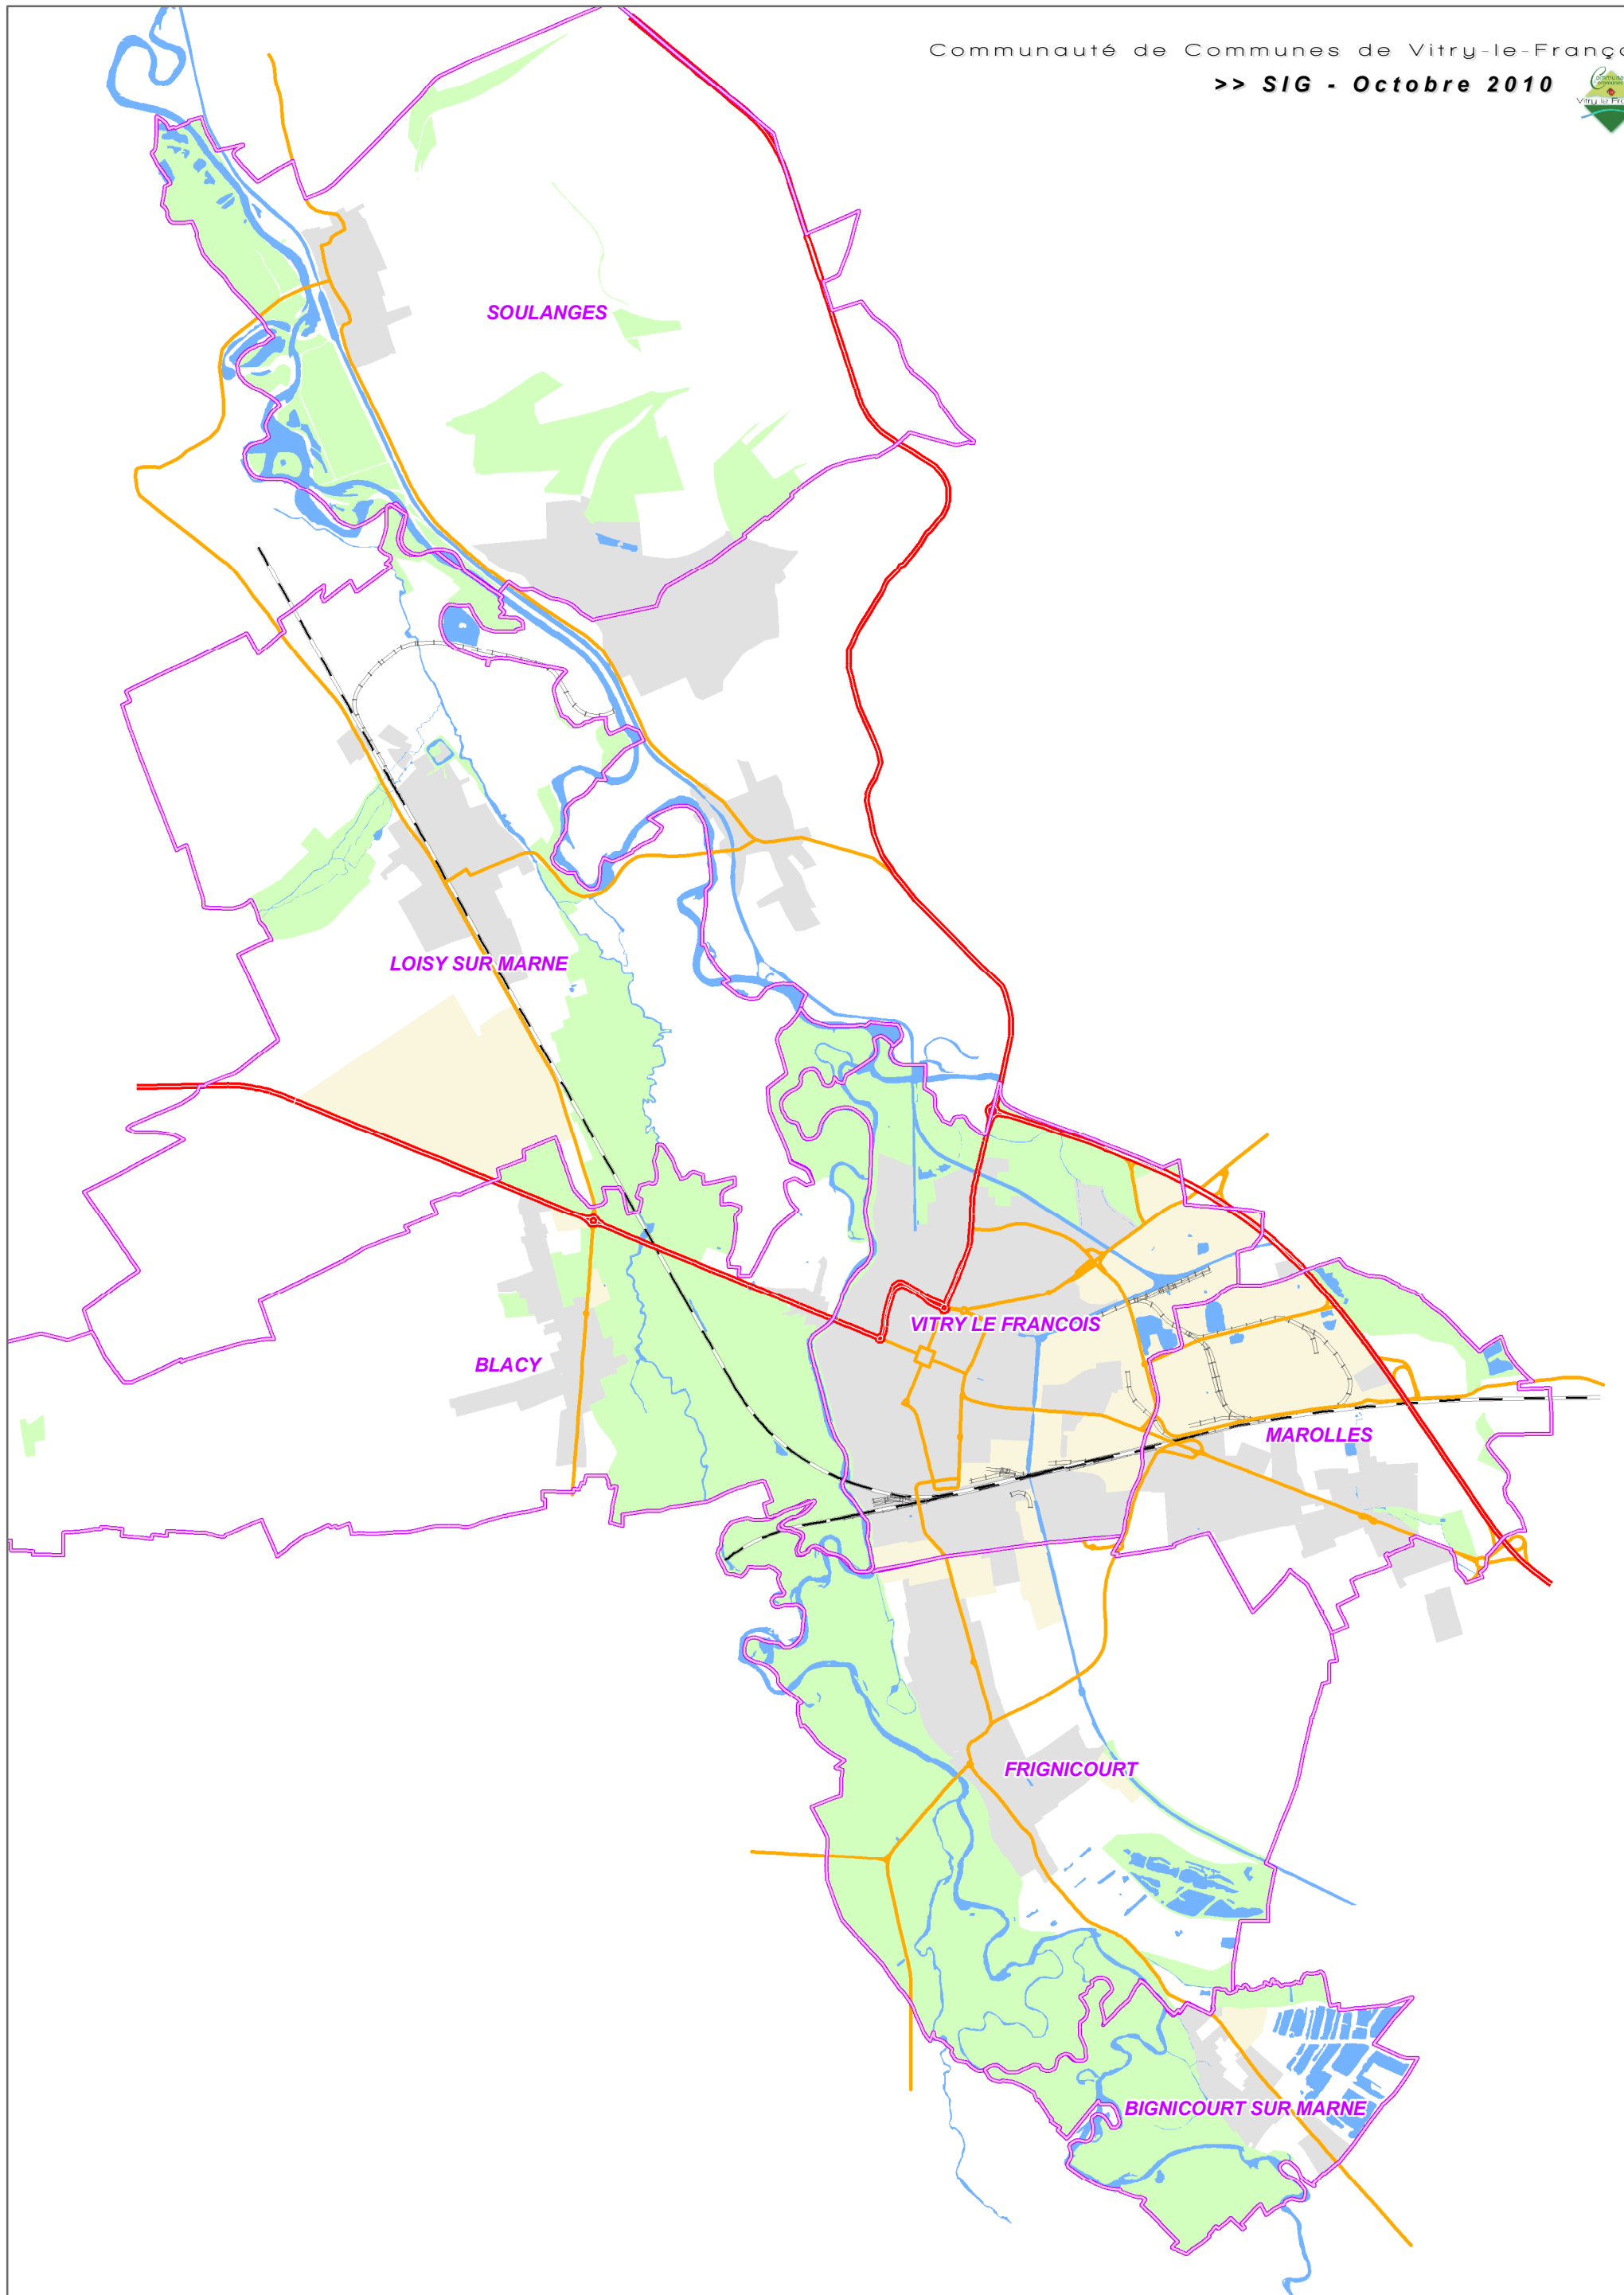 Communauté de Communes de Vitry-le-Franço
>> SIG - Octobre 2010
SOULANGES
LOISY SUR MARNE
VITRY LE FRANCOIS
BLACY
MAROLLES
FRIGNICOURT
BIGNICOURT SUR MARNE